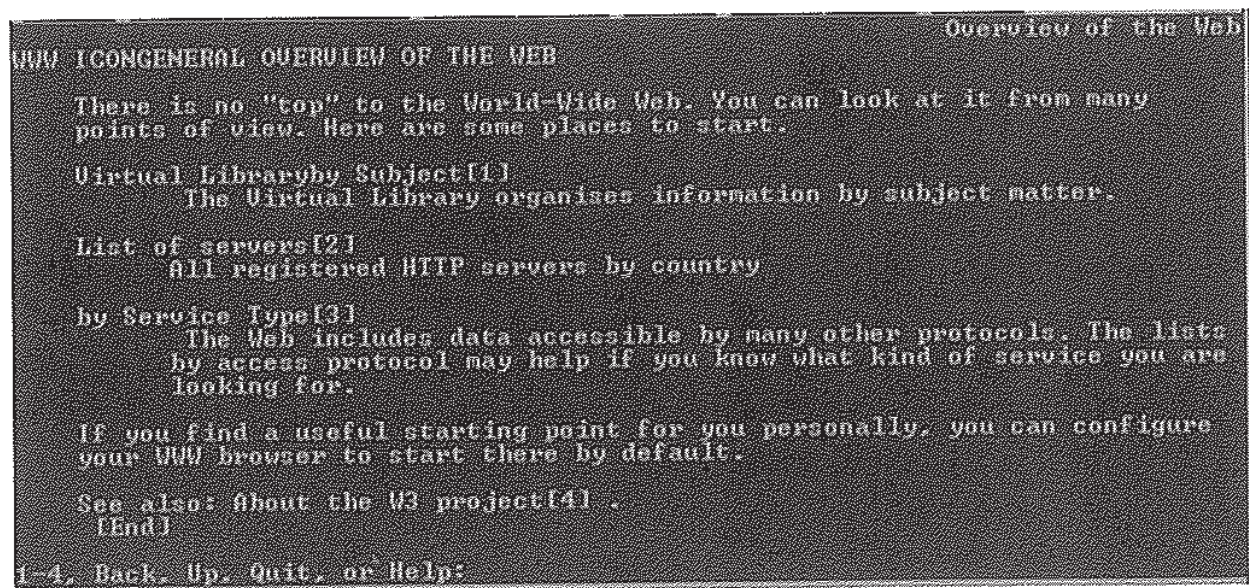 Overview of the Web
WWW ICONGENERAL OVERVIEW OF THE WEB
There is no "top" to the World-Wide Web. You can look at it from many
points of view. Here are some places to start.
Virtual Libraryby Subject[1]
The Virtual Library organises information by subject matter.
List of servers[2]
All registered HTTP servers by country
by Service Type[3]
The Web includes data accessible by many other protocols. The lists
by access protocol may help if you know what kind of service you are
looking for.
If you find a useful starting point for you personally, you can configure
your WWW browser to start there by default.
See also: About the W3 project[4] .
[End]
1-4, Back, Up, Quit, or Help: